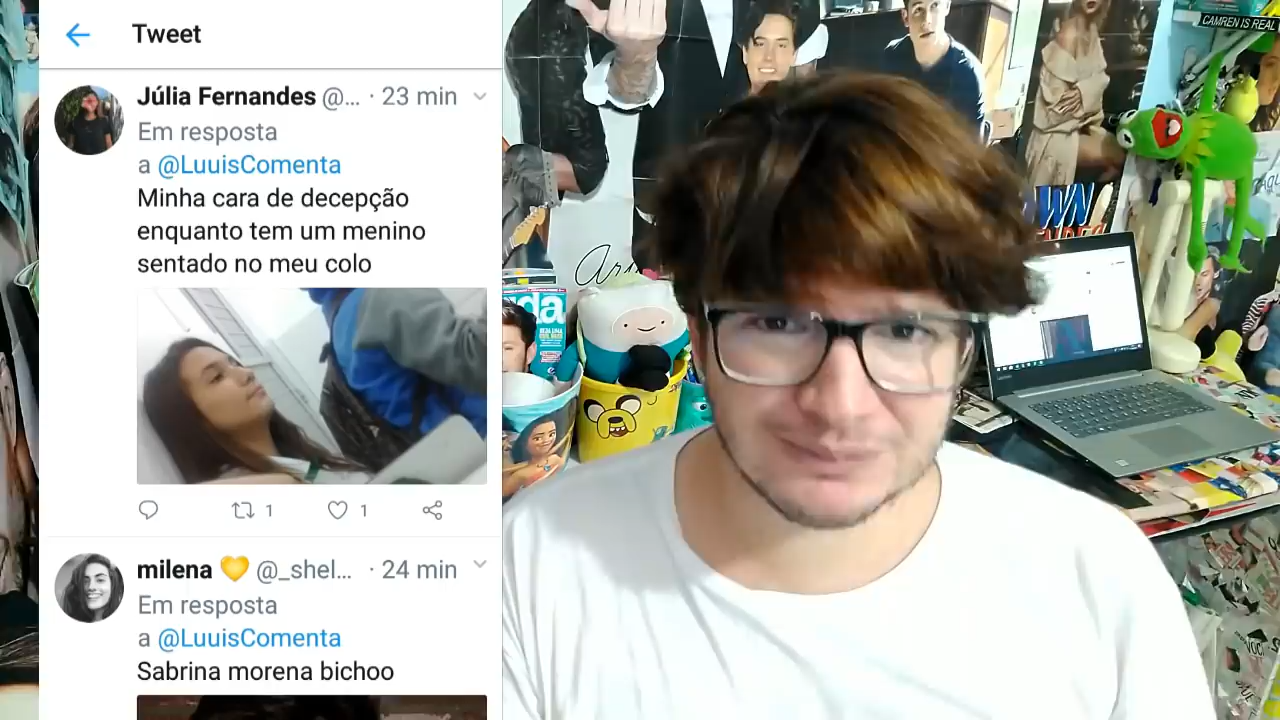 Tweet
Júlia Fernandes @... · 23 min
Em resposta
a @LuuisComenta
Minha cara de decepção
enquanto tem um menino
sentado no meu colo
1
1
milena 💛 @_shel... · 24 min
Em resposta
a @LuuisComenta
Sabrina morena bichoo
CAMREN IS REAL